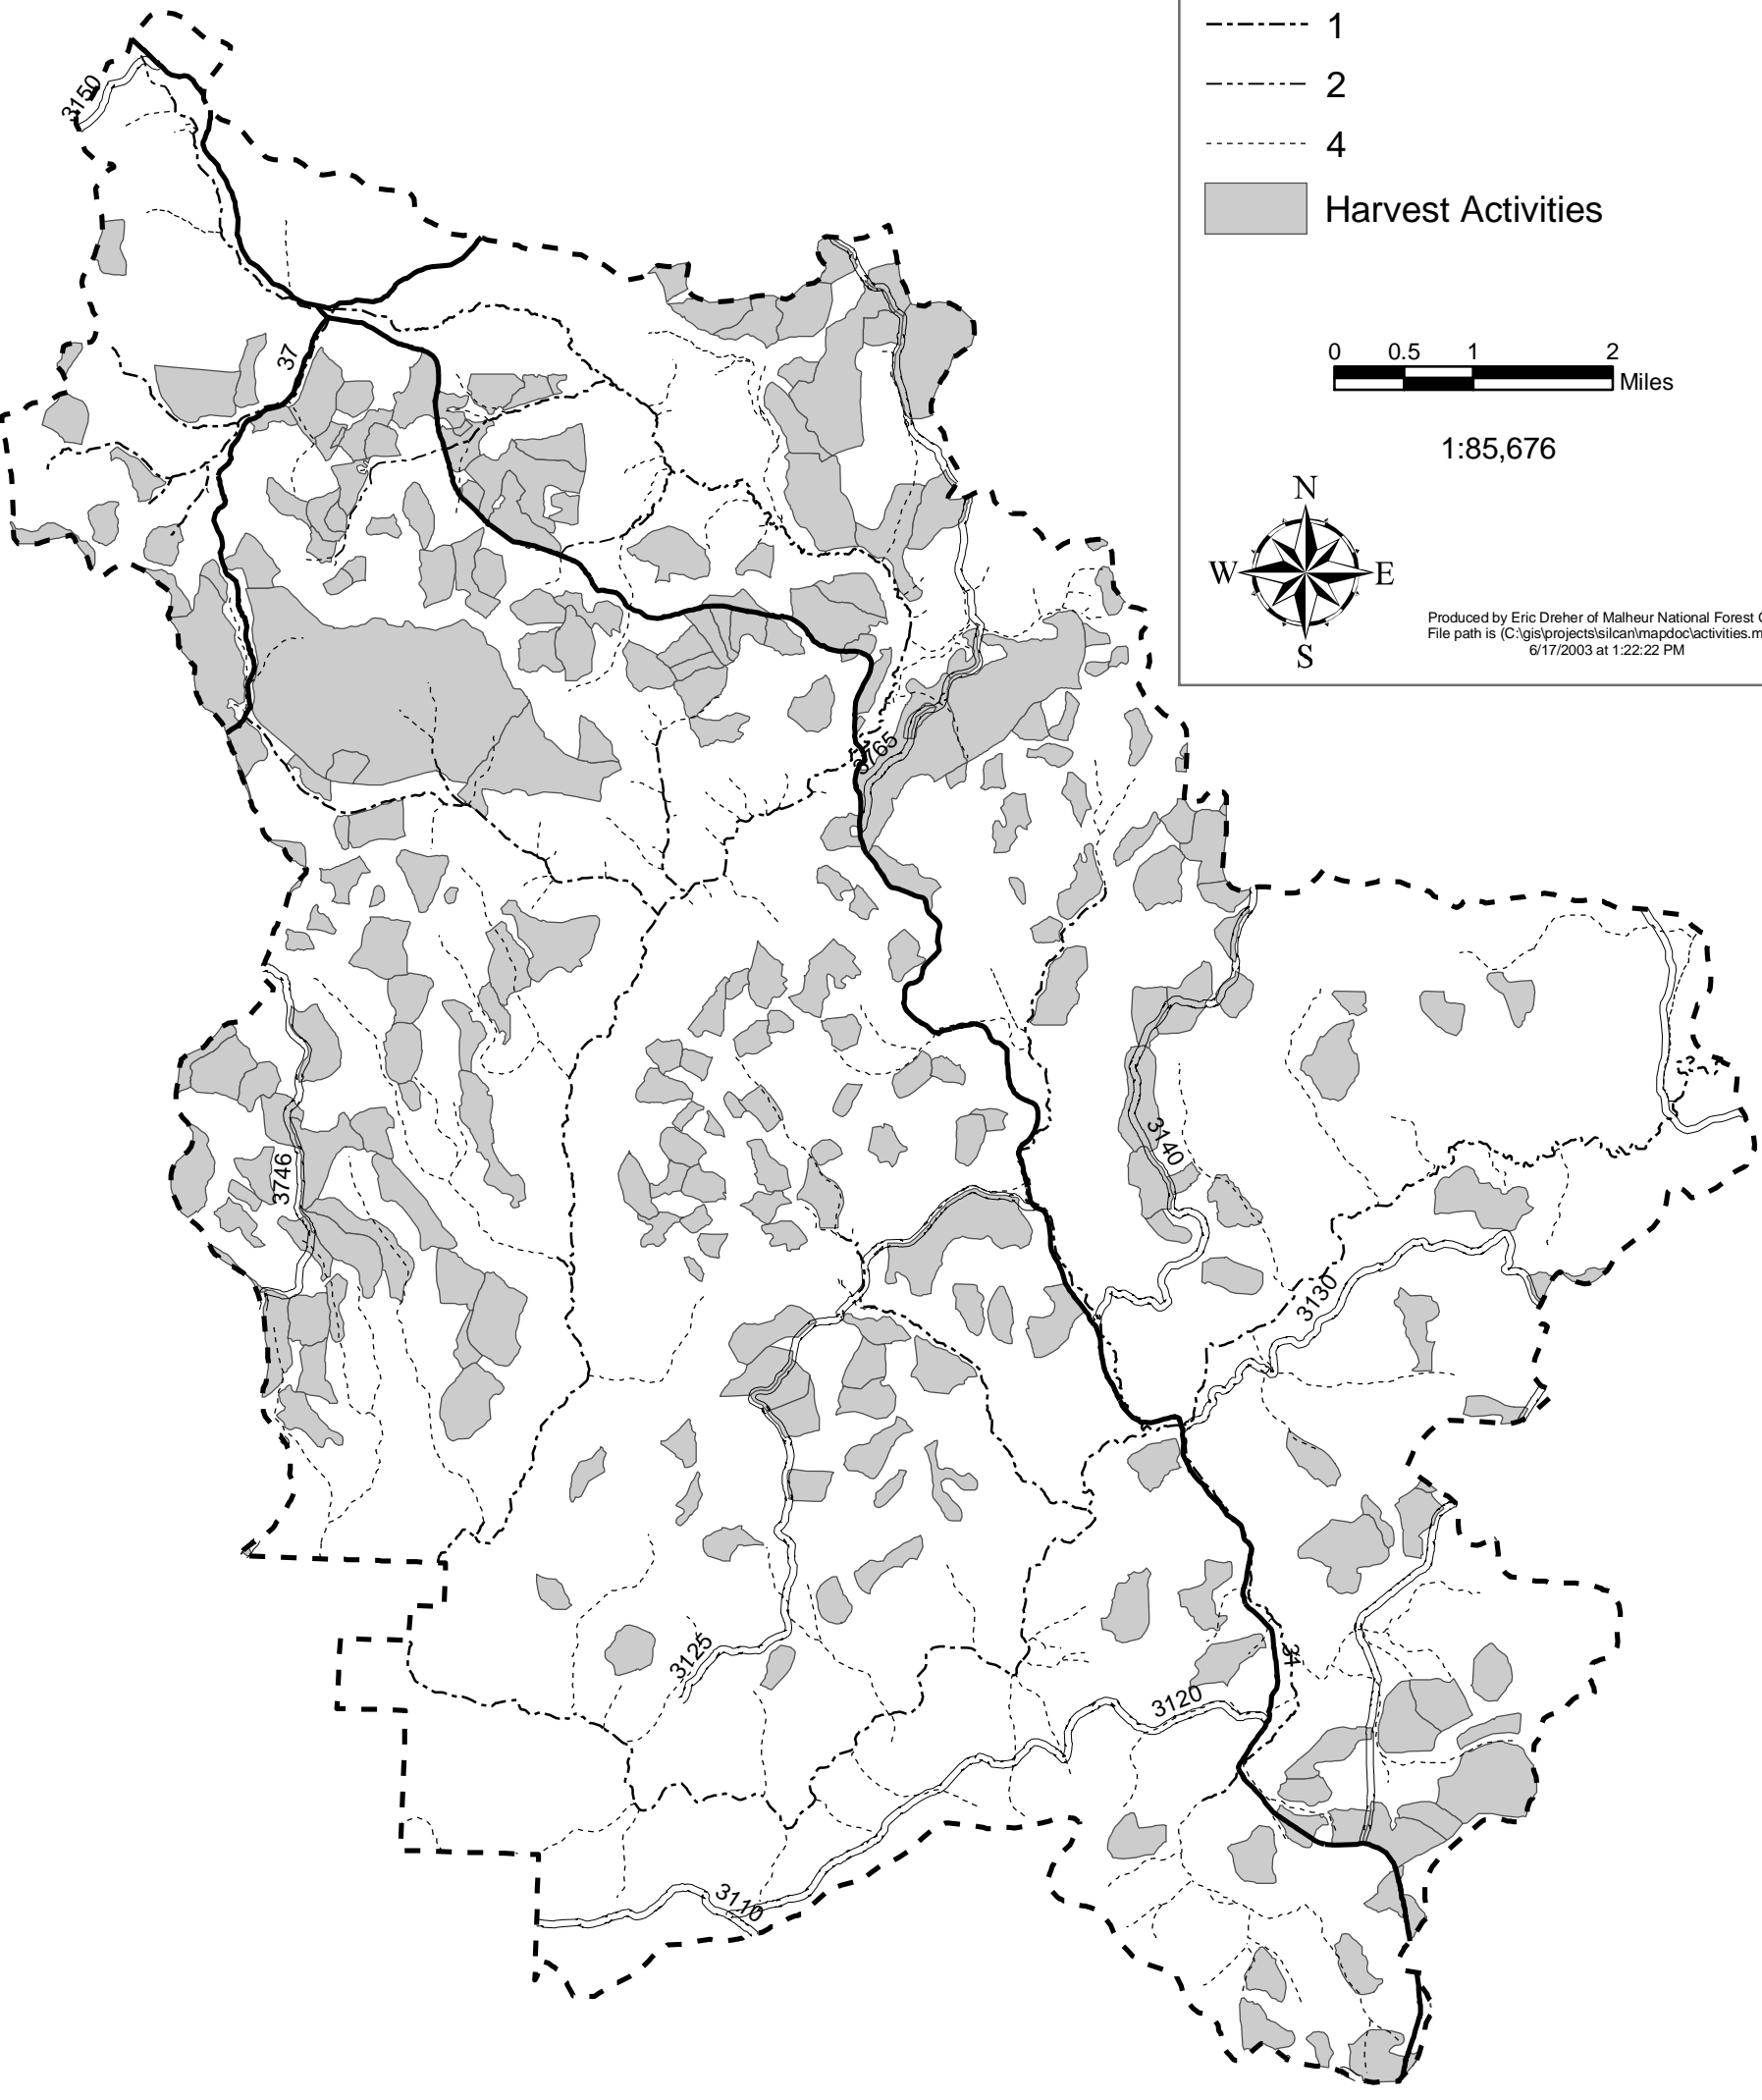 1
2
4
Harvest Activities
0 0.5 1 2
Miles
1:85,676
N
W E
S
Produced by Eric Dreher of Malheur National Forest
File path is (C:\gis\projects\silcan\mapdoc\activities.m
6/17/2003 at 1:22:22 PM
3150
37
3765
3746
3140
3130
3125
31
3120
3110